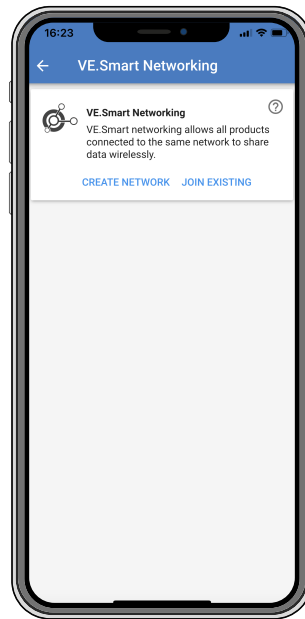 16:23
VE.Smart Networking
VE.Smart Networking
VE.Smart networking allows all products
connected to the same network to share
data wirelessly.
CREATE NETWORK JOIN EXISTING